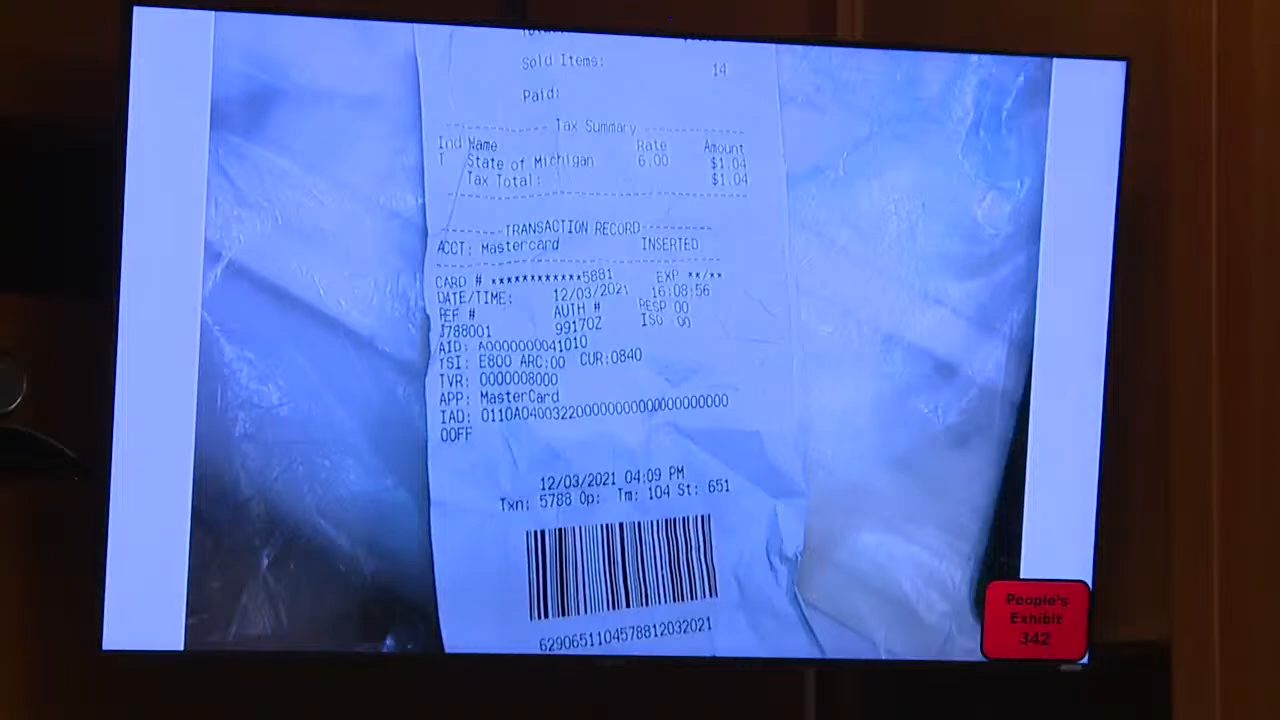 Sold Items: 14
Paid:
Tax Summary
Ind Name Rate Amount
T State of Michigan 6.00 $1.04
Tax Total: $1.04
TRANSACTION RECORD
ACCT: Mastercard INSERTED
CARD # ************5881 EXP **/**
DATE/TIME: 12/03/2021 16:08:56
REF # AUTH # RESP 00
J788001 99170Z ISO 00
AID: A0000000041010
TSI: E800 ARC:00 CUR:0840
TVR: 0000008000
APP: MasterCard
IAD: 0110A04003220000000000000000000000
00FF
12/03/2021 04:09 PM
Txn: 5788 Op: Tm: 104 St: 651
6290651104578812032021
People's
Exhibit
342